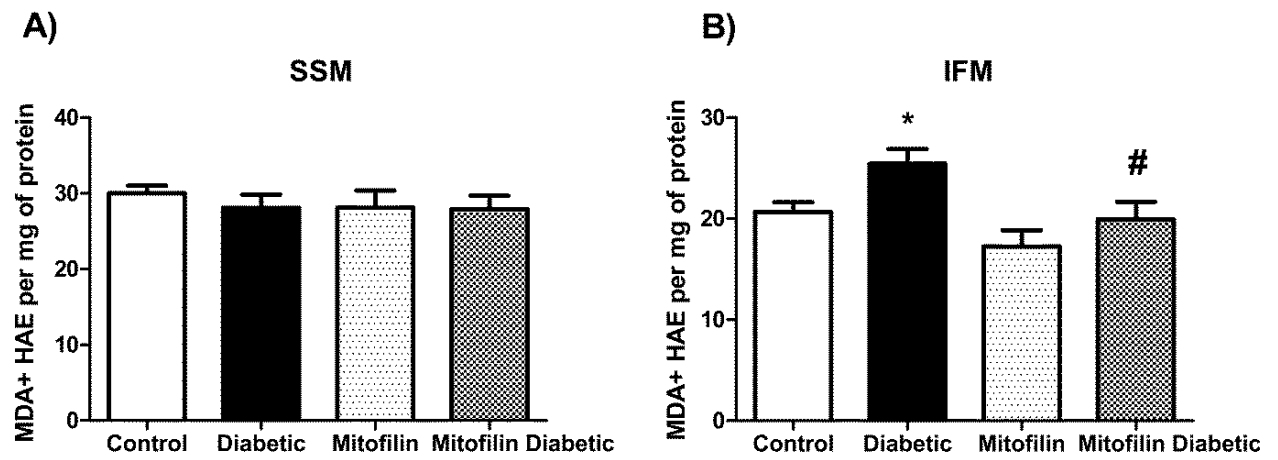 A)
SSM
MDA+ HAE per mg of protein
40
30
20
10
0
Control Diabetic Mitofilin Mitofilin Diabetic
B)
IFM
MDA+ HAE per mg of protein
30
20
10
0
*
#
Control Diabetic Mitofilin Mitofilin Diabetic